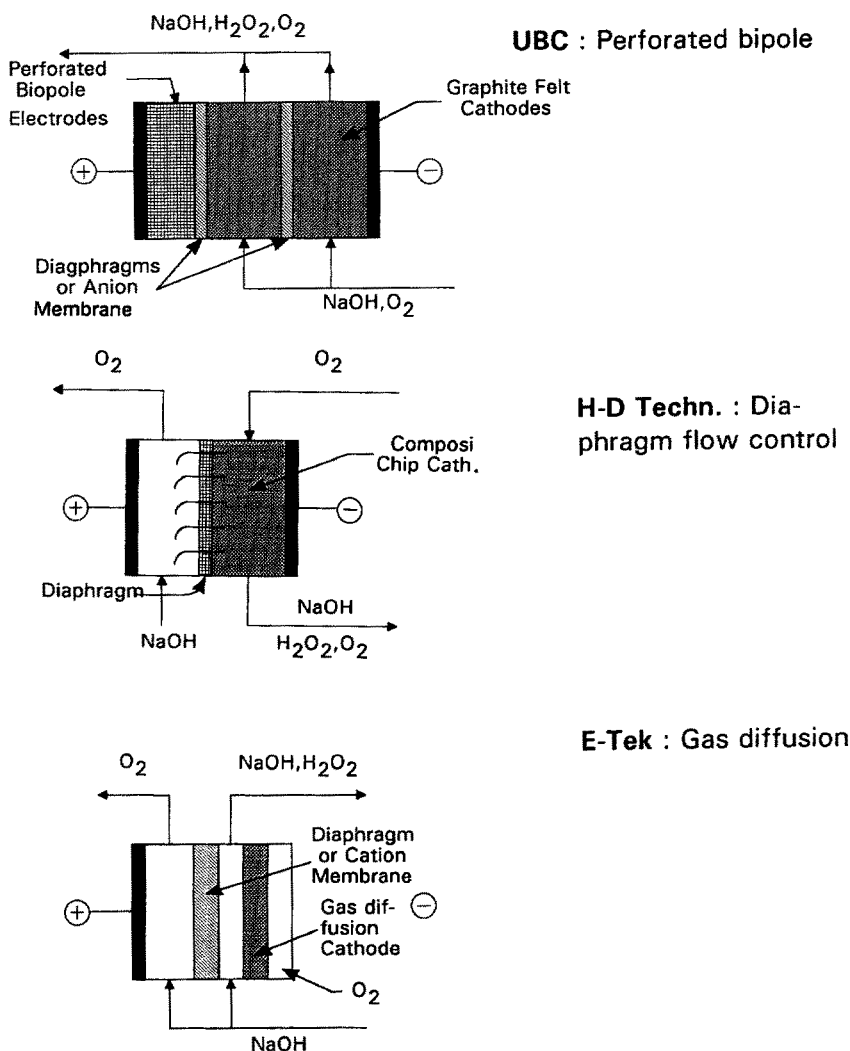 NaOH,H2O2,O2
UBC : Perforated bipole
Perforated
Biopole
Electrodes
Graphite Felt
Cathodes
+
−
Diagphragms
or Anion
Membrane
NaOH,O2
O2
O2
H-D Techn. : Dia-
phragm flow control
Composi
Chip Cath.
+
−
Diaphragm
NaOH
NaOH
H2O2,O2
E-Tek : Gas diffusion
O2
NaOH,H2O2
Diaphragm
or Cation
Membrane
+
−
Gas dif-
fusion
Cathode
O2
NaOH